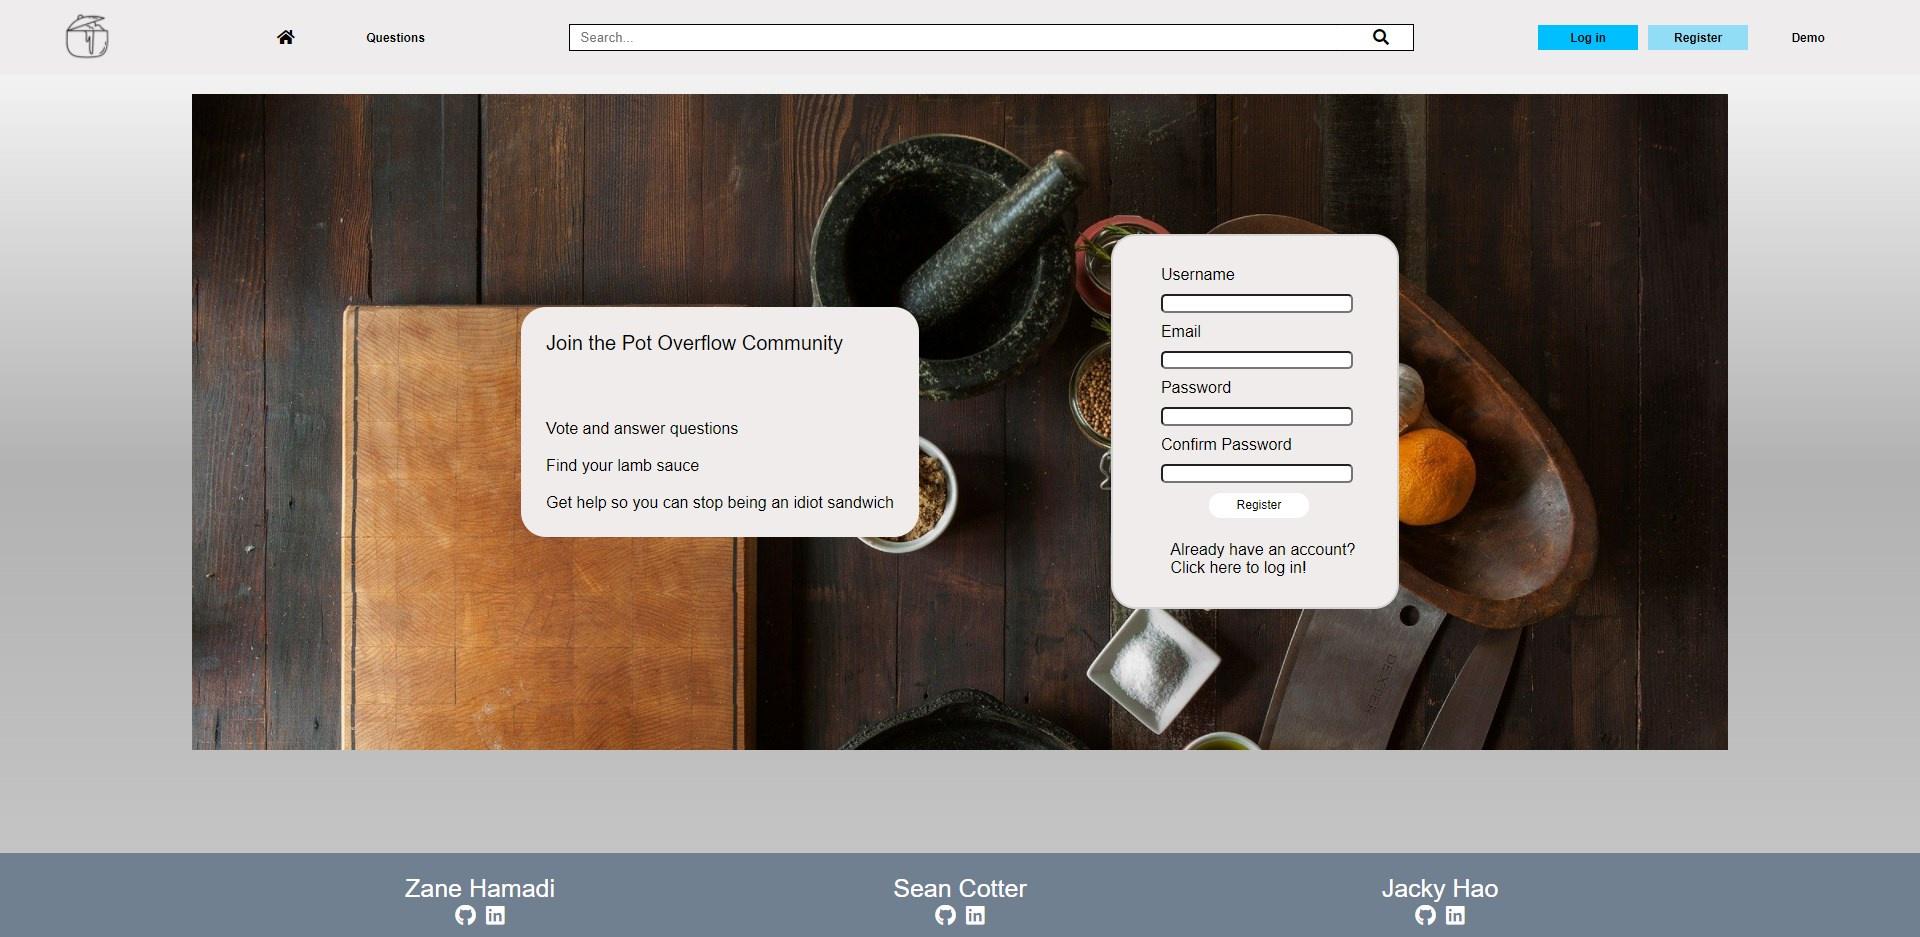 Questions
Search...
Log in
Register
Demo
Join the Pot Overflow Community
Vote and answer questions
Find your lamb sauce
Get help so you can stop being an idiot sandwich
Username
Email
Password
Confirm Password
Register
Already have an account?
Click here to log in!
DEXTER
Zane Hamadi
Sean Cotter
Jacky Hao